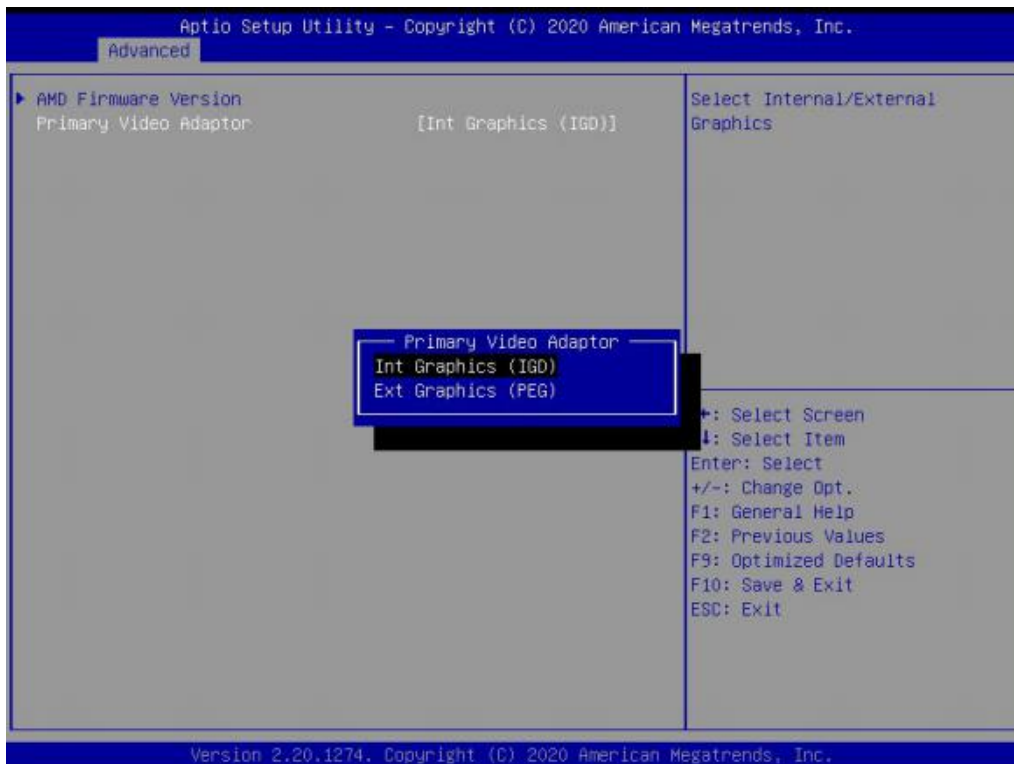 Aptio Setup Utility – Copyright (C) 2020 American Megatrends, Inc.
Advanced
AMD Firmware Version
Primary Video Adaptor [Int Graphics (IGD)]
Select Internal/External
Graphics
Primary Video Adaptor
Int Graphics (IGD)
Ext Graphics (PEG)
: Select Screen
: Select Item
Enter: Select
+/-: Change Opt.
F1: General Help
F2: Previous Values
F9: Optimized Defaults
F10: Save & Exit
ESC: Exit
Version 2.20.1274. Copyright (C) 2020 American Megatrends, Inc.